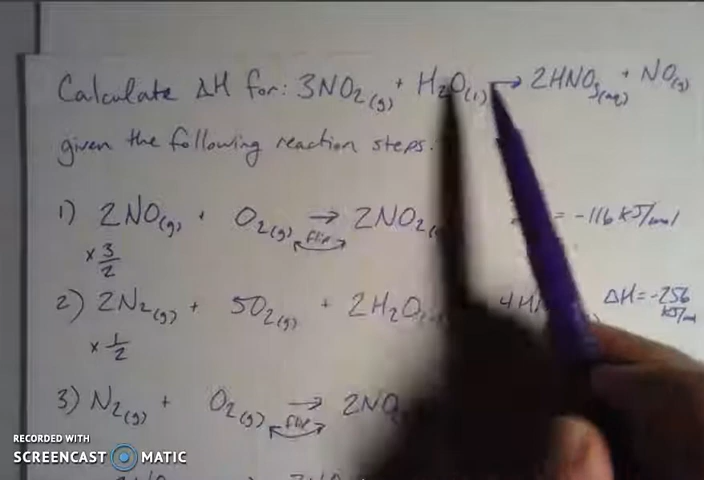 Calculate ΔH for: 3NO₂(g) + H₂O(l) → 2HNO₃(aq) + NO(g)
given the following reaction steps.
1) 2NO(g) + O₂(g) → 2NO₂ = -116 kJ/mol
flip
× 3/2
2) 2N₂(g) + 5O₂(g) + 2H₂O 4 ΔH = -256
kJ/m
× 1/2
3) N₂(g) + O₂(g) → 2NO
flip
RECORDED WITH
SCREENCAST MATIC